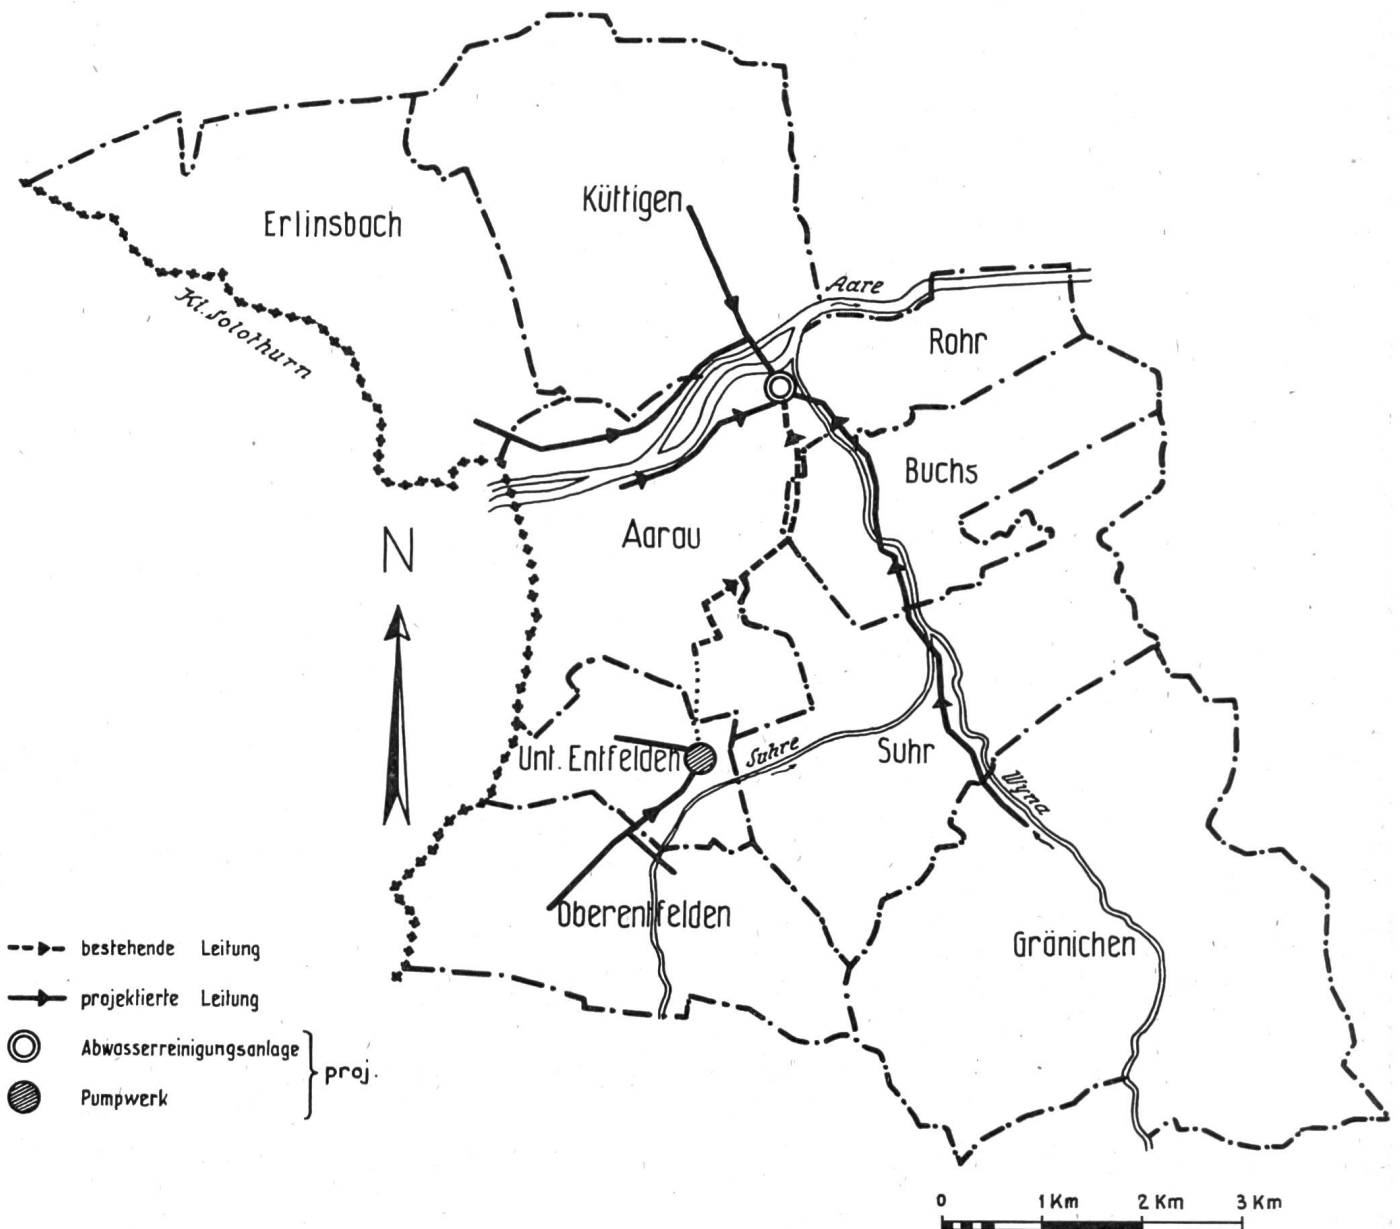 Küttigen
Erlinsbach
Aare
Kl. Solothurn
Rohr
Buchs
N
Aarau
Suhre
Suhr
Unt. Entfelden
Wyna
Oberentfelden
Gränichen
bestehende Leitung
projektierte Leitung
Abwasserreinigungsanlage
proj.
Pumpwerk
0 1 Km 2 Km 3 Km